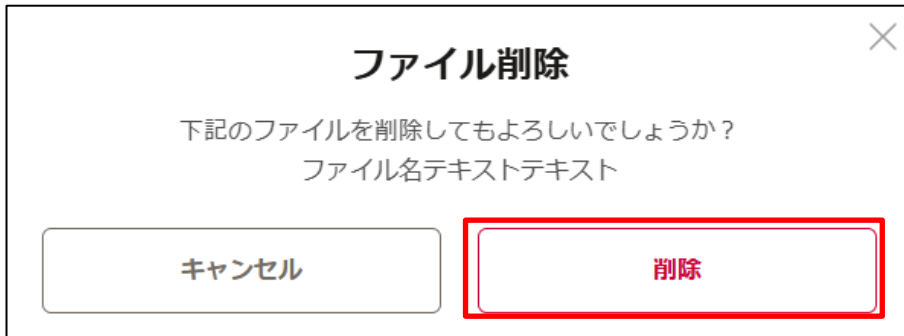 ファイル削除
下記のファイルを削除してもよろしいでしょうか？
ファイル名テキストテキスト
キャンセル
削除